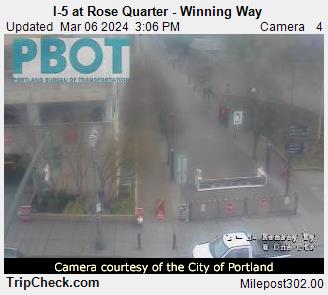 I-5 at Rose Quarter - Winning Way
Updated Mar 06 2024 3:06 PM Camera 4
PBOT
PORTLAND BUREAU OF TRANSPORTATION
Camera courtesy of the City of Portland
TripCheck.com Milepost302.00